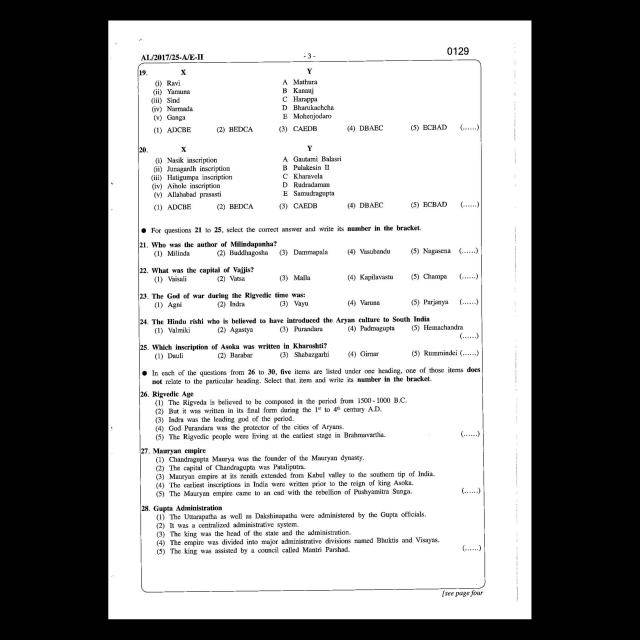 0129
AL/2017/25-A/E-II
- 3 -
19. X Y
(i) Ravi A Mathura
(ii) Yamuna B Kanauj
(iii) Sind C Harappa
(iv) Narmada D Bharukachcha
(v) Ganga E Mohenjodaro
(1) ADCBE (2) BEDCA (3) CAEDB (4) DBAEC (5) ECBAD (......)
20. X Y
(i) Nasik inscription A Gautami Balasri
(ii) Junagardh inscription B Pulakesin II
(iii) Hatigumpa inscription C Kharavela
(iv) Aihole inscription D Rudradaman
(v) Allahabad prasasti E Samudragupta
(1) ADCBE (2) BEDCA (3) CAEDB (4) DBAEC (5) ECBAD (......)
● For questions 21 to 25, select the correct answer and write its number in the bracket.
21. Who was the author of Milindapanha?
(1) Milinda (2) Buddhagosha (3) Dammapala (4) Vasubandu (5) Nagasena (......)
22. What was the capital of Vajjis?
(1) Vaisali (2) Vatsa (3) Malla (4) Kapilavastu (5) Champa (......)
23. The God of war during the Rigvedic time was:
(1) Agni (2) Indra (3) Vayu (4) Varuna (5) Parjanya (......)
24. The Hindu rishi who is believed to have introduced the Aryan culture to South India
(1) Valmiki (2) Agastya (3) Purandara (4) Padmagupta (5) Hemachandra
(......)
25. Which inscription of Asoka was written in Kharoshti?
(1) Dauli (2) Barabar (3) Shabazgarhi (4) Girnar (5) Rummindei (......)
● In each of the questions from 26 to 30, five items are listed under one heading, one of those items does
not relate to the particular heading. Select that item and write its number in the bracket.
26. Rigvedic Age
(1) The Rigveda is believed to be composed in the period from 1500 - 1000 B.C.
(2) But it was written in its final form during the 1st to 4th century A.D.
(3) Indra was the leading god of the period.
(4) God Purandara was the protector of the cities of Aryans.
(5) The Rigvedic people were living at the earliest stage in Brahmavartha. (......)
27. Mauryan empire
(1) Chandragupta Maurya was the founder of the Mauryan dynasty.
(2) The capital of Chandragupta was Pataliputra.
(3) Mauryan empire at its zenith extended from Kabul valley to the southern tip of India.
(4) The earliest inscriptions in India were written prior to the reign of king Asoka.
(5) The Mauryan empire came to an end with the rebellion of Pushyamitra Sunga. (......)
28. Gupta Administration
(1) The Uttarapatha as well as Dakshinapatha were administered by the Gupta officials.
(2) It was a centralized administrative system.
(3) The king was the head of the state and the administration.
(4) The empire was divided into major administrative divisions named Bhuktis and Visayas.
(5) The king was assisted by a council called Mantri Parshad. (......)
[see page four